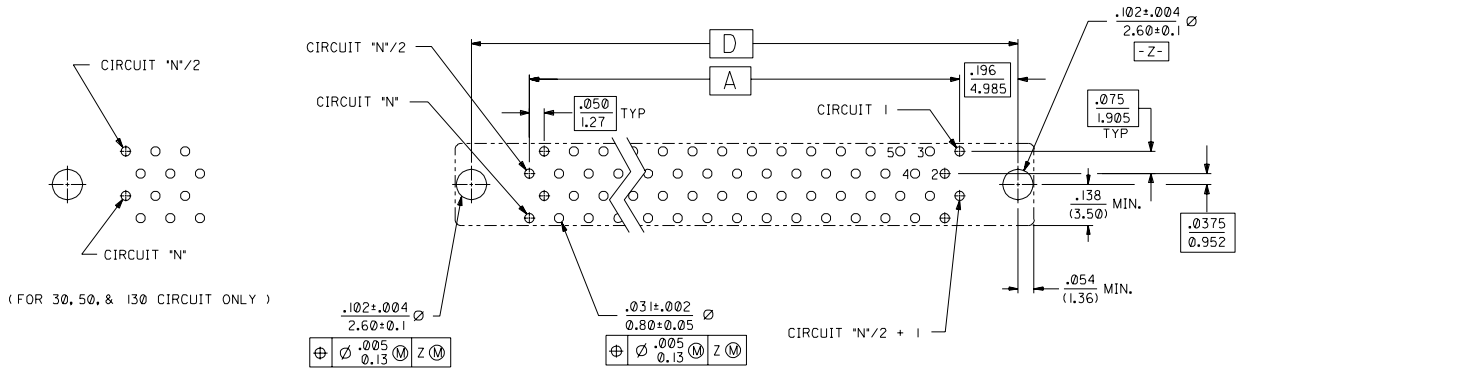 CIRCUIT "N"/2
CIRCUIT "N"
(FOR 30, 50, & 130 CIRCUIT ONLY )
CIRCUIT "N"/2
CIRCUIT "N"
D
A
.050
1.27
TYP
.196
4.985
CIRCUIT 1
.102±.004
2.60±0.1
Ø
-Z-
.075
1.905
TYP
5
3
4
2
.138
(3.50)
MIN.
.0375
0.952
.054
(1.36)
MIN.
.102±.004
2.60±0.1
Ø
⌖ Ø .005 Ⓜ Z Ⓜ
0.13
.031±.002
0.80±0.05
Ø
⌖ Ø .005 Ⓜ Z Ⓜ
0.13
CIRCUIT "N"/2 + 1